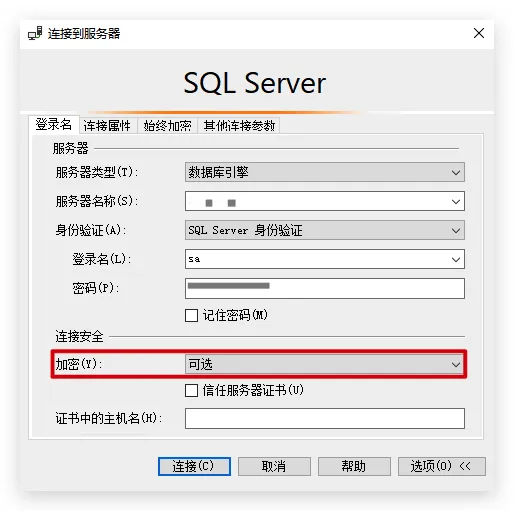 连接到服务器
SQL Server
登录名 连接属性 始终加密 其他连接参数
服务器
服务器类型(T): 数据库引擎
服务器名称(S):
身份验证(A): SQL Server 身份验证
登录名(L): sa
密码(P):
记住密码(M)
连接安全
加密(Y): 可选
信任服务器证书(U)
证书中的主机名(H):
连接(C) 取消 帮助 选项(O) <<